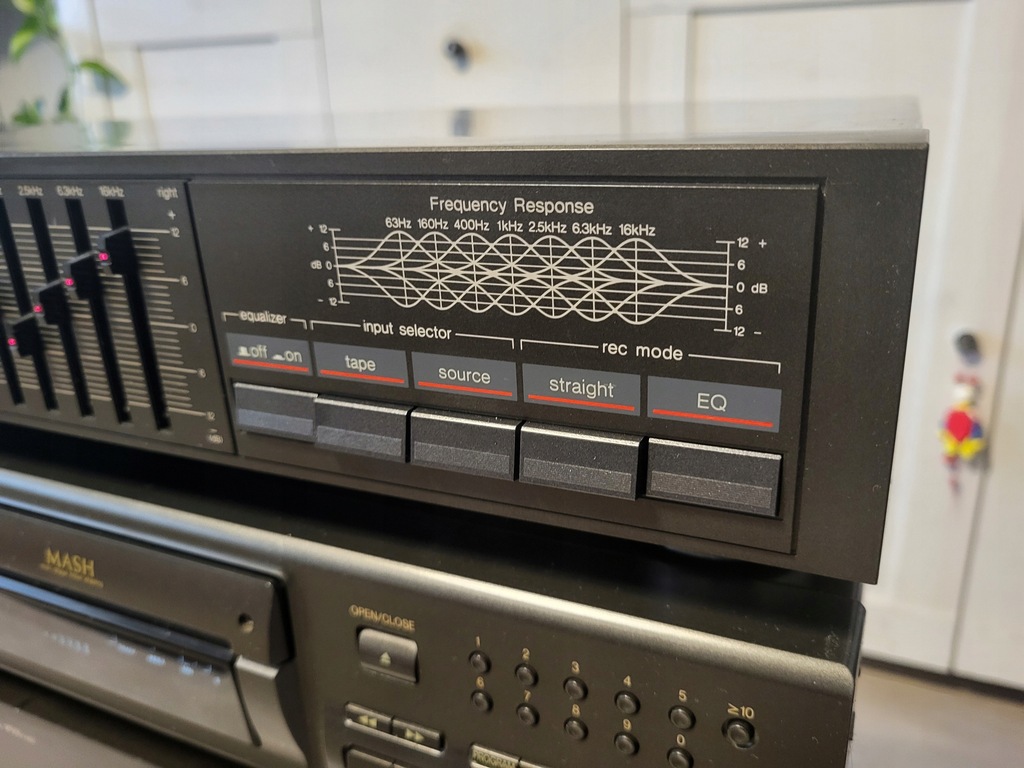 2.5kHz 6.3kHz 16kHz right
+
12
6
0
6
12
Frequency Response
63Hz 160Hz 400Hz 1kHz 2.5kHz 6.3kHz 16kHz
+ 12
6
dB 0
6
- 12
12 +
6
0 dB
6
12 -
equalizer
input selector
rec mode
off on
tape
source
straight
EQ
MASH
OPEN/CLOSE
1 2 3 4 5 ≥10
6 7 8 9 0
PROGRAM